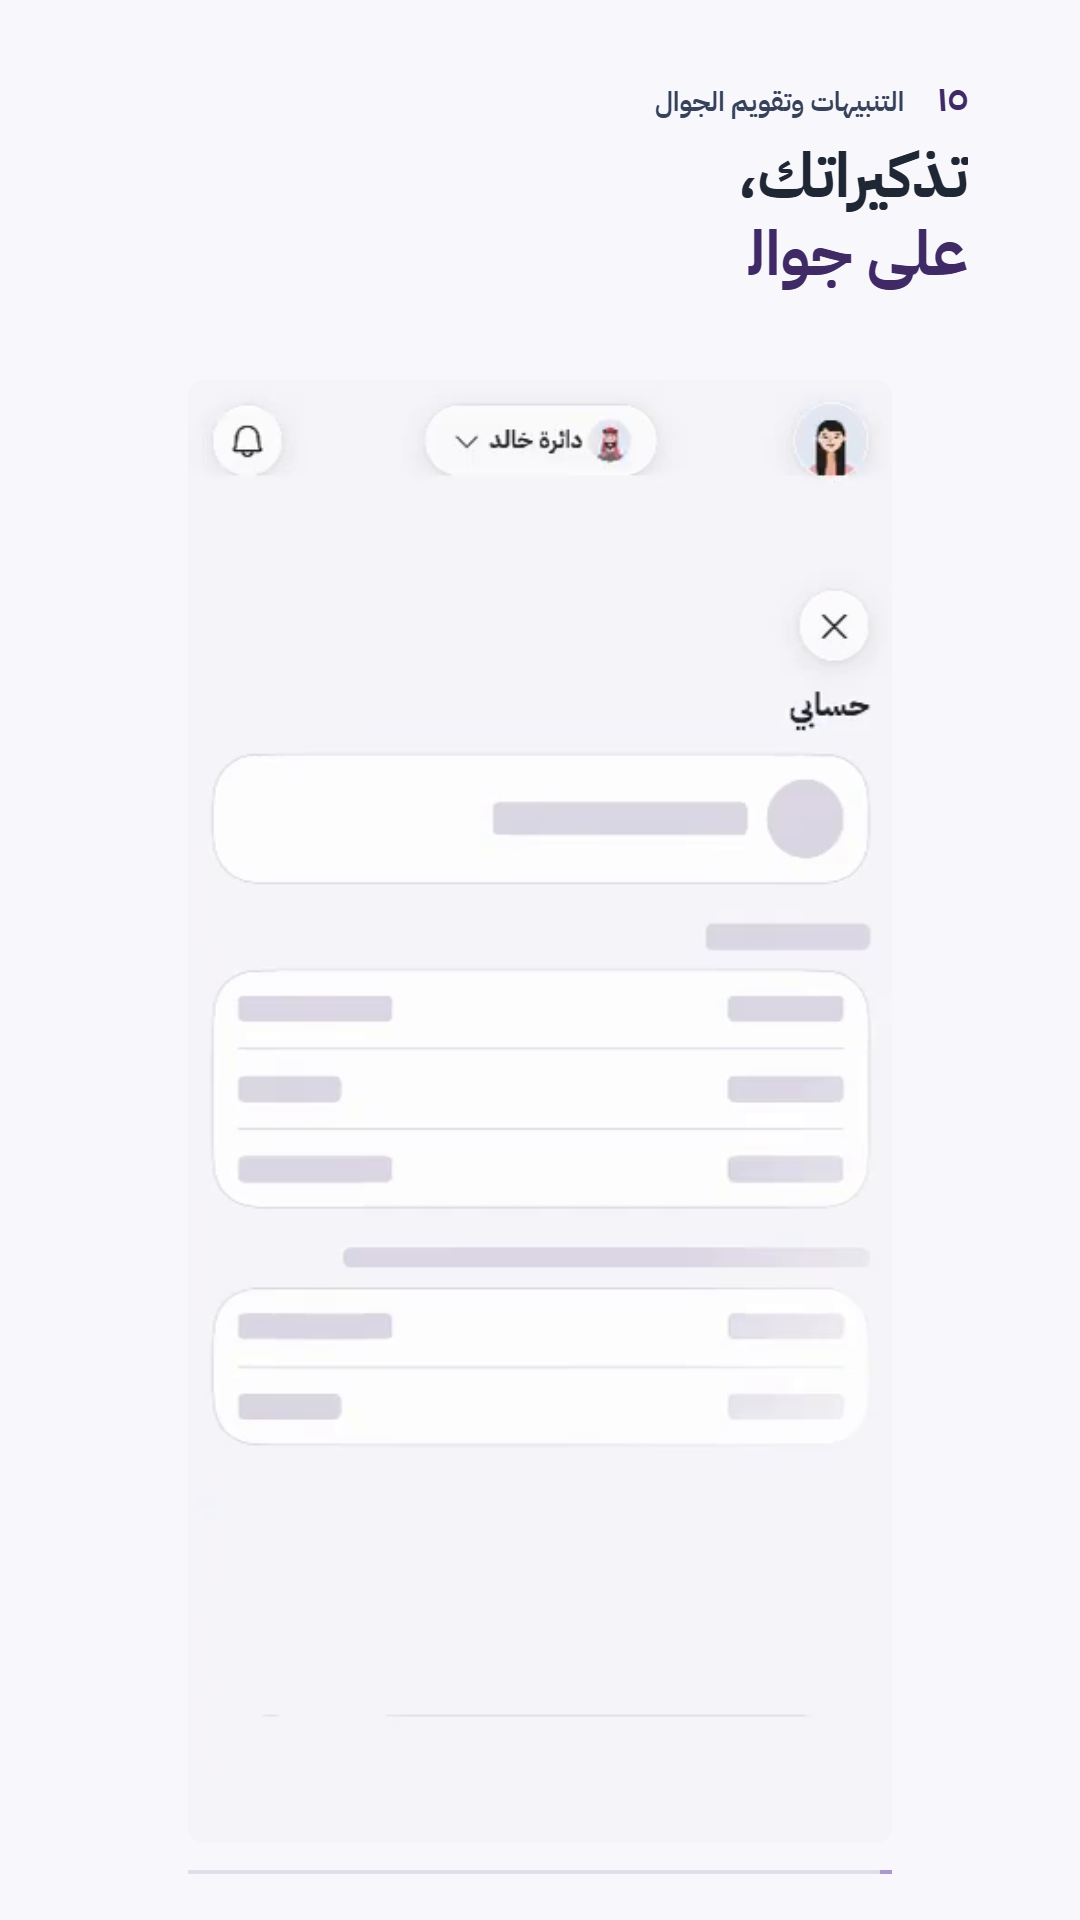 ١٥ التنبيهات وتقويم الجوال
تذكيراتك،
على جوال
دائرة خالد
حسابي